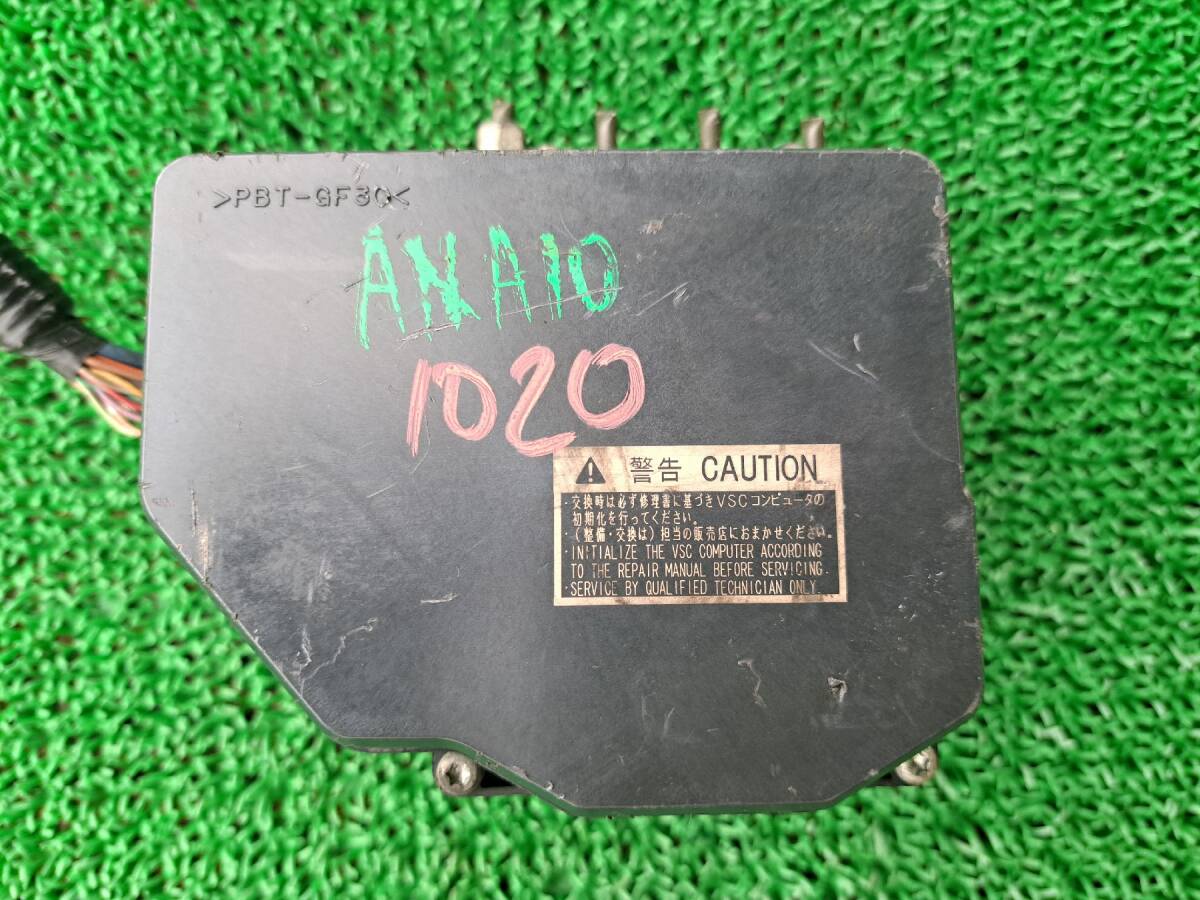 >PBT-GF30<
ANA10
1020
警告 CAUTION
・交換時は必ず修理書に基づきVSCコンピュータの
初期化を行ってください。
・(整備・交換は)担当の販売店におまかせください。
・INITIALIZE THE VSC COMPUTER ACCORDING
TO THE REPAIR MANUAL BEFORE SERVICING.
・SERVICE BY QUALIFIED TECHNICIAN ONLY.